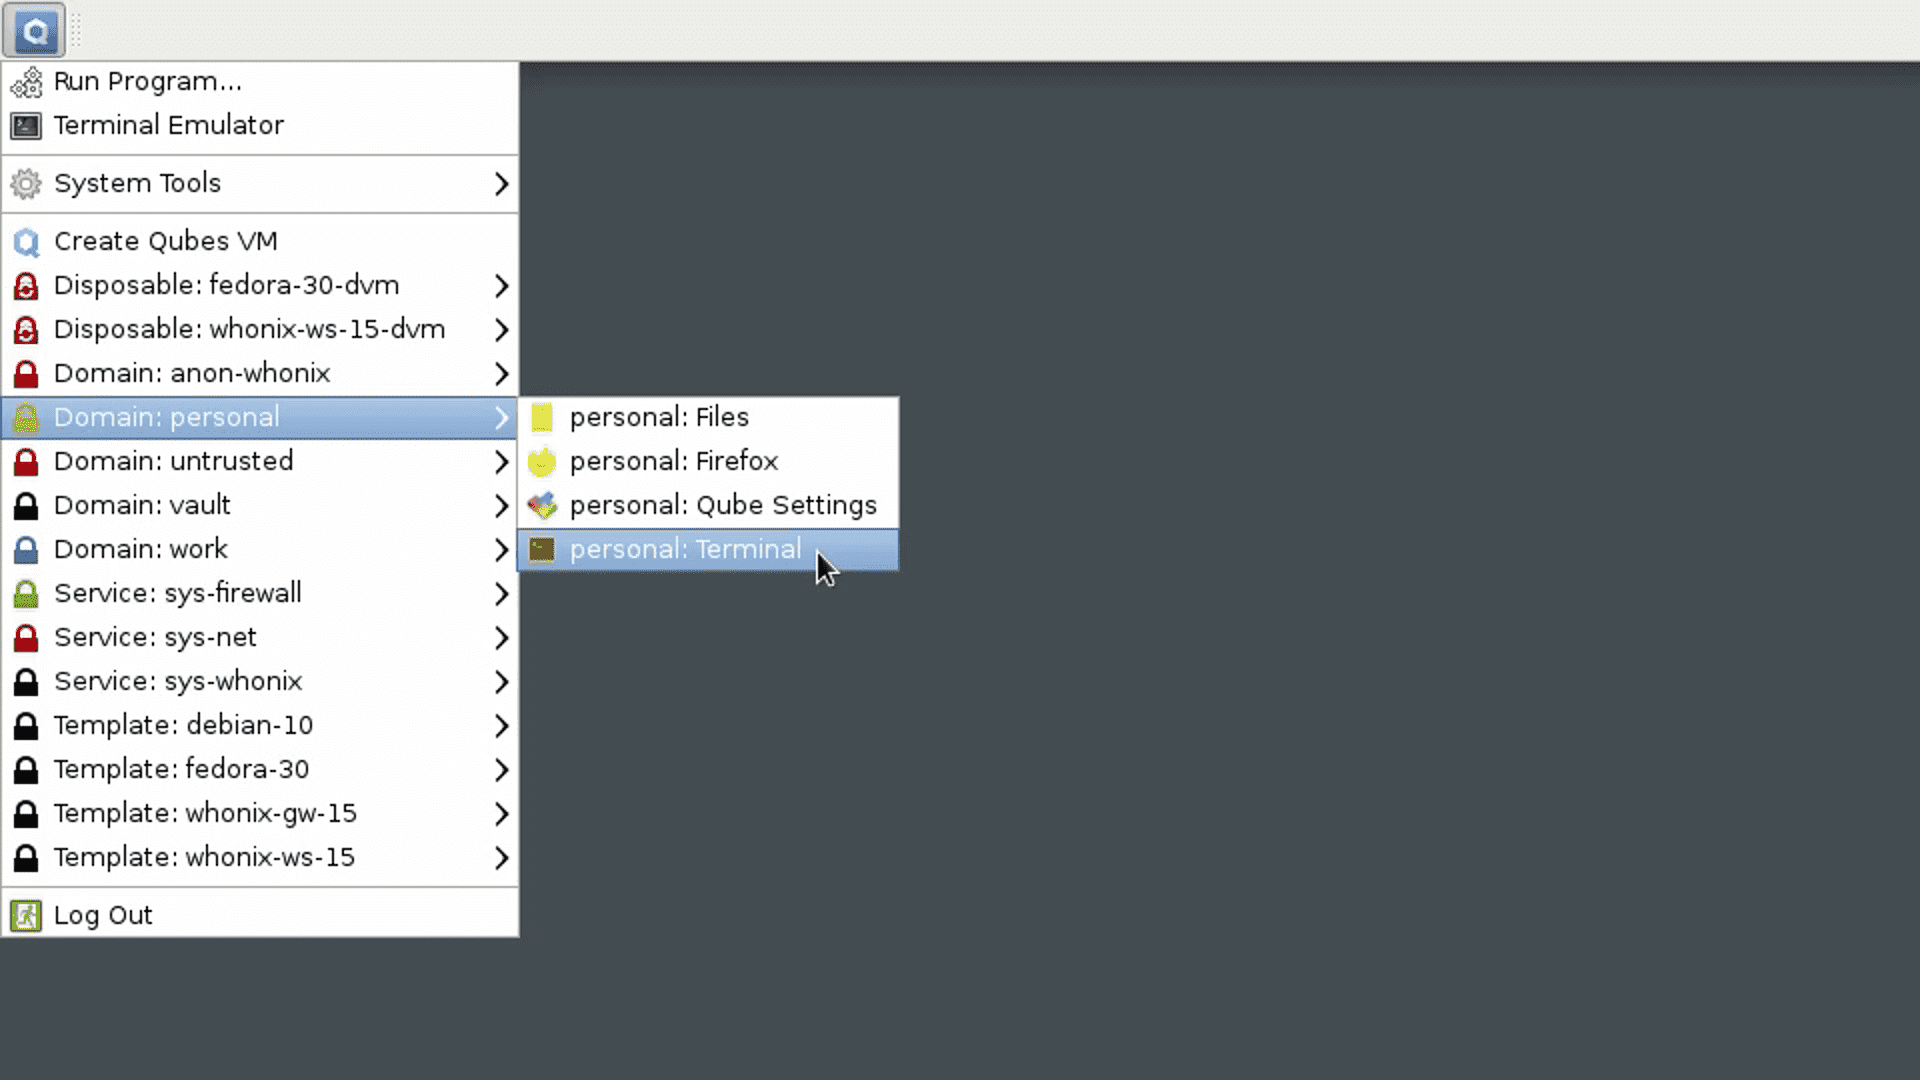 Run Program...
Terminal Emulator
System Tools
Create Qubes VM
Disposable: fedora-30-dvm
Disposable: whonix-ws-15-dvm
Domain: anon-whonix
Domain: personal
personal: Files
personal: Firefox
personal: Qube Settings
personal: Terminal
Domain: untrusted
Domain: vault
Domain: work
Service: sys-firewall
Service: sys-net
Service: sys-whonix
Template: debian-10
Template: fedora-30
Template: whonix-gw-15
Template: whonix-ws-15
Log Out